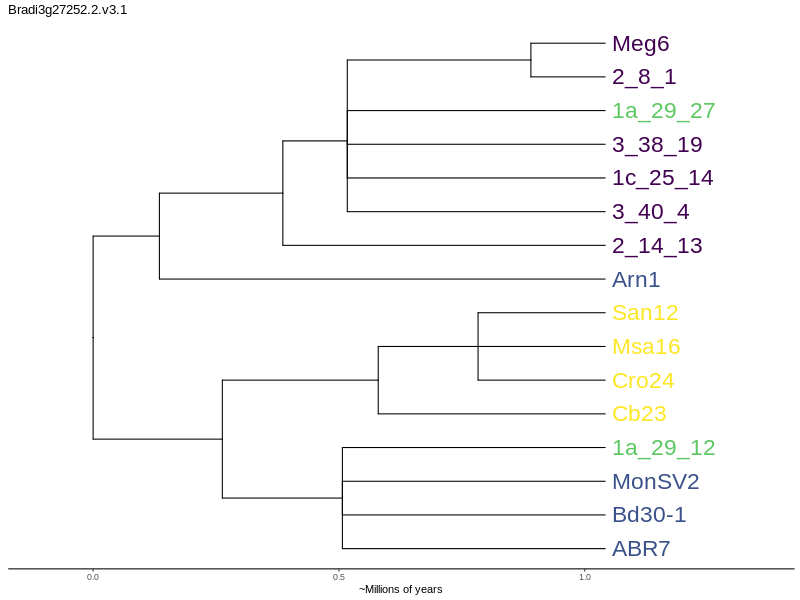 Bradi3g27252.2.v3.1
Meg6
2_8_1
1a_29_27
3_38_19
1c_25_14
3_40_4
2_14_13
Arn1
San12
Msa16
Cro24
Cb23
1a_29_12
MonSV2
Bd30-1
ABR7
0.0 0.5 1.0
~Millions of years